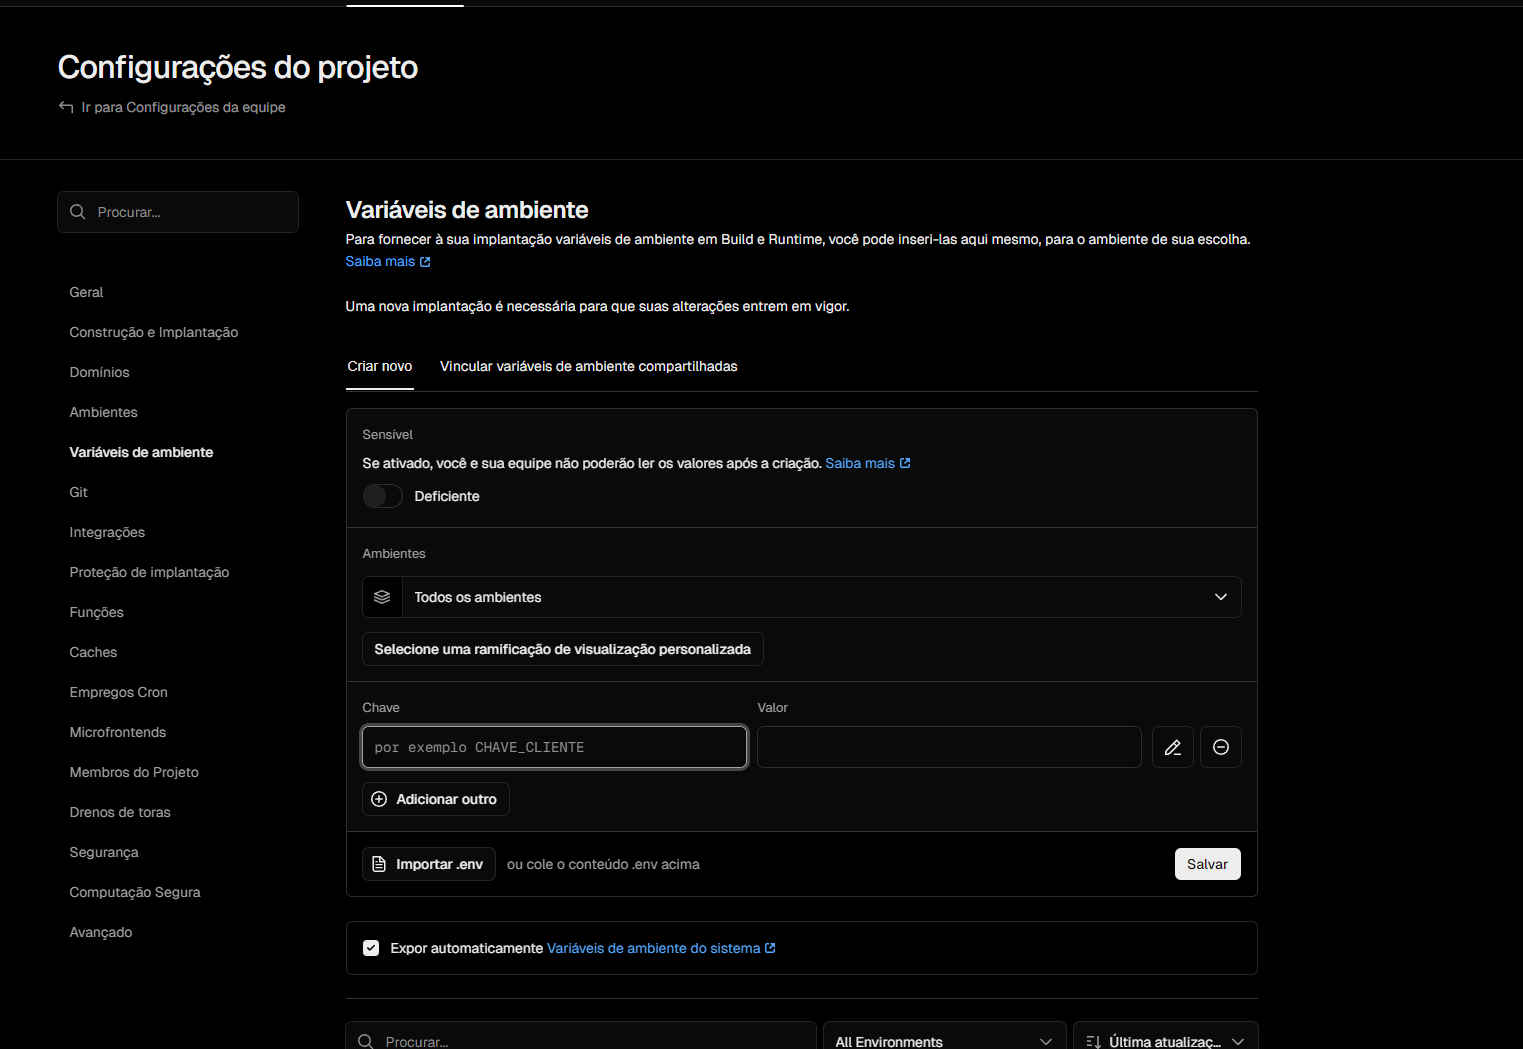 Configurações do projeto
Ir para Configurações da equipe
Procurar...
Geral
Construção e Implantação
Domínios
Ambientes
Variáveis de ambiente
Git
Integrações
Proteção de implantação
Funções
Caches
Empregos Cron
Microfrontends
Membros do Projeto
Drenos de toras
Segurança
Computação Segura
Avançado
Variáveis de ambiente
Para fornecer à sua implantação variáveis de ambiente em Build e Runtime, você pode inseri-las aqui mesmo, para o ambiente de sua escolha.
Saiba mais
Uma nova implantação é necessária para que suas alterações entrem em vigor.
Criar novo
Vincular variáveis de ambiente compartilhadas
Sensível
Se ativado, você e sua equipe não poderão ler os valores após a criação. Saiba mais
Deficiente
Ambientes
Todos os ambientes
Selecione uma ramificação de visualização personalizada
Chave
Valor
por exemplo CHAVE_CLIENTE
Adicionar outro
Importar .env
ou cole o conteúdo .env acima
Salvar
Expor automaticamente Variáveis de ambiente do sistema
Procurar...
All Environments
Última atualizaç...